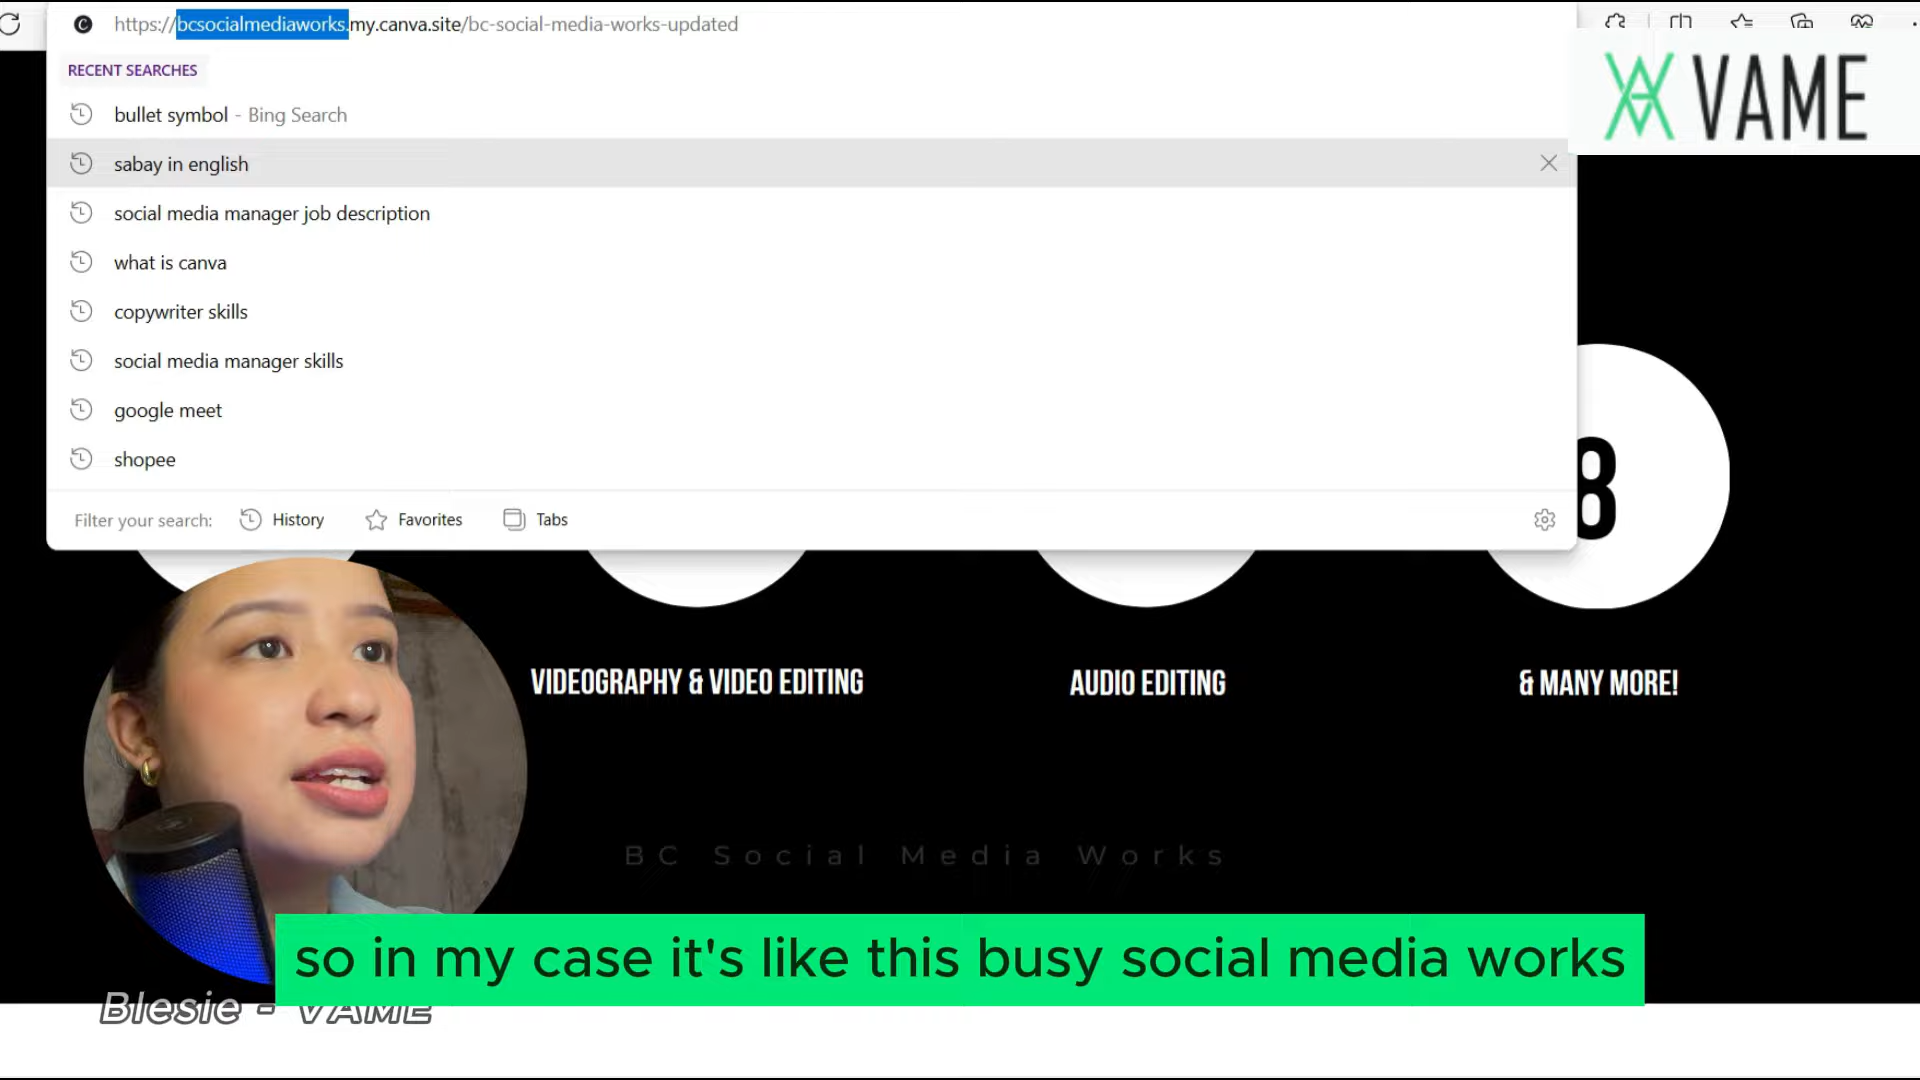 https://bcsocialmediaworks.my.canva.site/bc-social-media-works-updated
RECENT SEARCHES
bullet symbol - Bing Search
sabay in english
social media manager job description
what is canva
copywriter skills
social media manager skills
google meet
shopee
Filter your search: History Favorites Tabs
VAME
8
VIDEOGRAPHY & VIDEO EDITING
AUDIO EDITING
& MANY MORE!
BC Social Media Works
so in my case it's like this busy social media works
Blesie - VAME